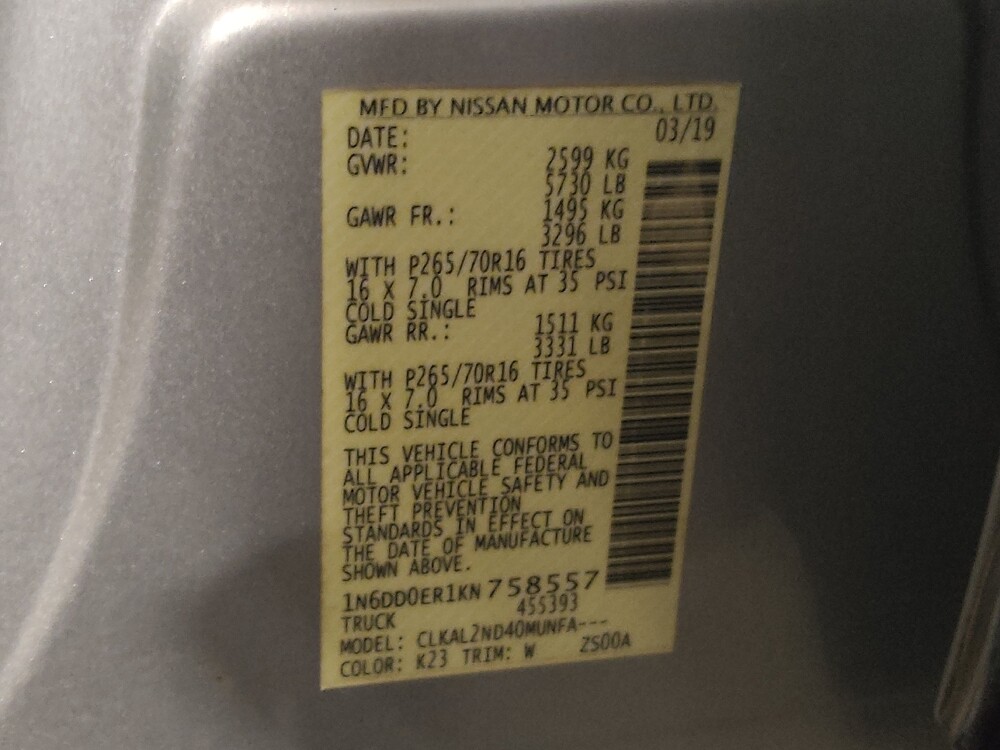 MFD BY NISSAN MOTOR CO., LTD.
DATE: 03/19
GVWR: 2599 KG
5730 LB
GAWR FR.: 1495 KG
3296 LB
WITH P265/70R16 TIRES
16 X 7.0 RIMS AT 35 PSI
COLD SINGLE
GAWR RR.: 1511 KG
3331 LB
WITH P265/70R16 TIRES
16 X 7.0 RIMS AT 35 PSI
COLD SINGLE
THIS VEHICLE CONFORMS TO
ALL APPLICABLE FEDERAL
MOTOR VEHICLE SAFETY AND
THEFT PREVENTION
STANDARDS IN EFFECT ON
THE DATE OF MANUFACTURE
SHOWN ABOVE.
1N6DD0ER1KN758557
TRUCK 455393
MODEL: CLKAL2ND40MUNFA---
COLOR: K23 TRIM: W ZS00A